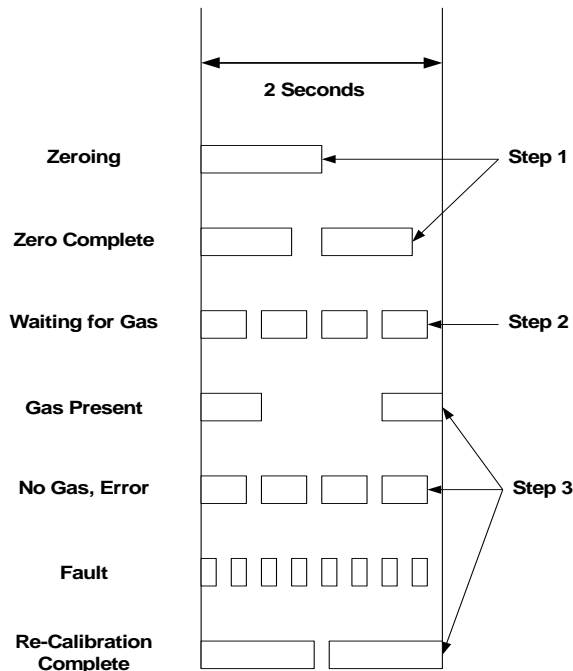 2 Seconds
Zeroing
Step 1
Zero Complete
Waiting for Gas
Step 2
Gas Present
No Gas, Error
Step 3
Fault
Re-Calibration
Complete